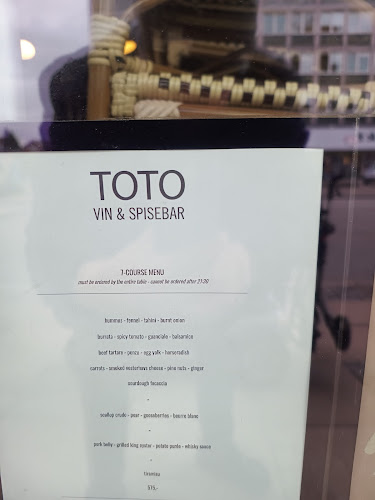 TOTO
VIN & SPISEBAR
7-COURSE MENU
must be ordered by the entire table - cannot be ordered after 21:30
hummus - fennel - tahini - burnt onion
burrata - spicy tomato - guanciale - balsamico
beef tartare - ponzu - egg yolk - horseradish
carrots - smoked vesterhavs cheese - pine nuts - ginger
sourdough focaccia
-
scallop crudo - pear - gooseberries - beurre blanc
-
pork belly - grilled king oyster - potato purée - whisky sauce
-
tiramisu
575,-